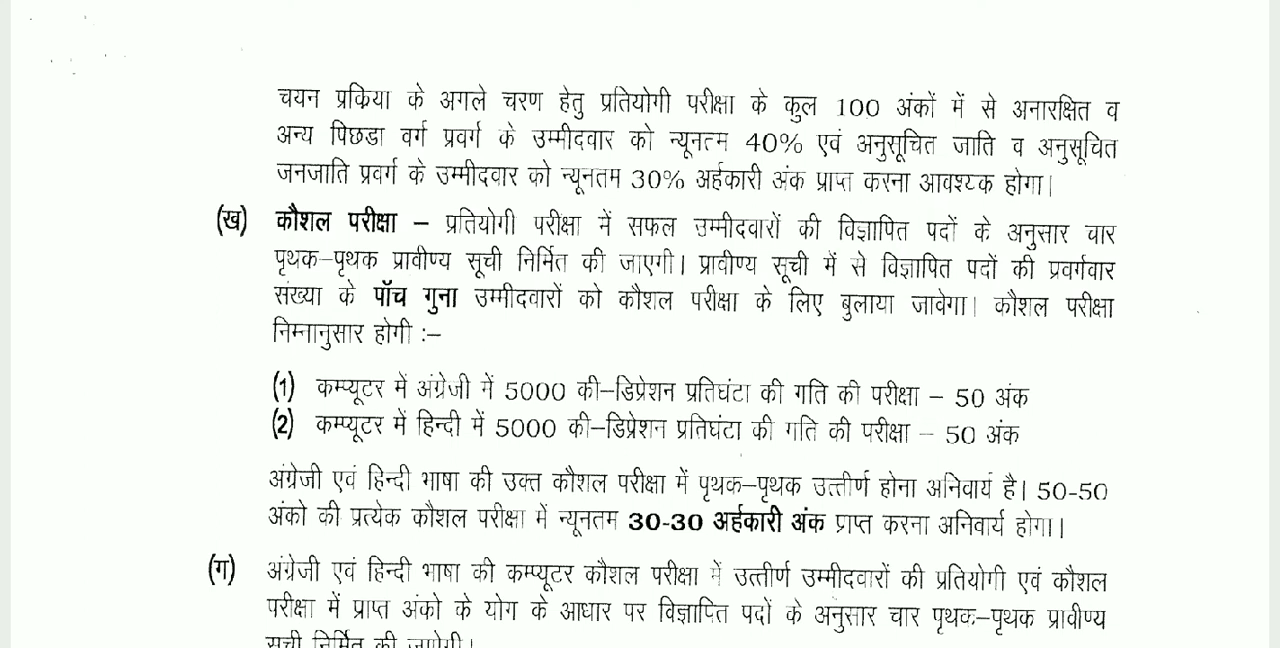 चयन प्रकिया के अगले चरण हेतु प्रतियोगी परीक्षा के कुल 100 अंकों में से अनारक्षित व
अन्य पिछडा वर्ग प्रवर्ग के उम्मीदवार को न्यूनत्म 40% एवं अनुसूचित जाति व अनुसूचित
जनजाति प्रवर्ग के उम्मीदवार को न्यूनतम 30% अर्हकारी अंक प्राप्त करना आवश्यक होगा।
(ख) कौशल परीक्षा – प्रतियोगी परीक्षा में सफल उम्मीदवारों की विज्ञापित पदों के अनुसार चार
पृथक–पृथक प्रावीण्य सूची निर्मित की जाएगी। प्रावीण्य सूची में से विज्ञापित पदों की प्रवर्गवार
संख्या के पॉच गुना उम्मीदवारों को कौशल परीक्षा के लिए बुलाया जावेगा। कौशल परीक्षा
निम्नानुसार होगी :–
(1) कम्प्यूटर में अंग्रेजी में 5000 की–डिप्रेशन प्रतिघंटा की गति की परीक्षा – 50 अंक
(2) कम्प्यूटर में हिन्दी में 5000 की–डिप्रेशन प्रतिघंटा की गति की परीक्षा – 50 अंक
अंग्रेजी एवं हिन्दी भाषा की उक्त कौशल परीक्षा में पृथक–पृथक उत्तीर्ण होना अनिवार्य है। 50-50
अंको की प्रत्येक कौशल परीक्षा में न्यूनतम 30-30 अर्हकारी अंक प्राप्त करना अनिवार्य होगा।
(ग) अंग्रेजी एवं हिन्दी भाषा की कम्प्यूटर कौशल परीक्षा में उत्तीर्ण उम्मीदवारों की प्रतियोगी एवं कौशल
परीक्षा में प्राप्त अंको के योग के आधार पर विज्ञाप्ति पदों के अनुसार चार पृथक–पृथक प्रावीण्य
सूची निर्मित की जायेगी।